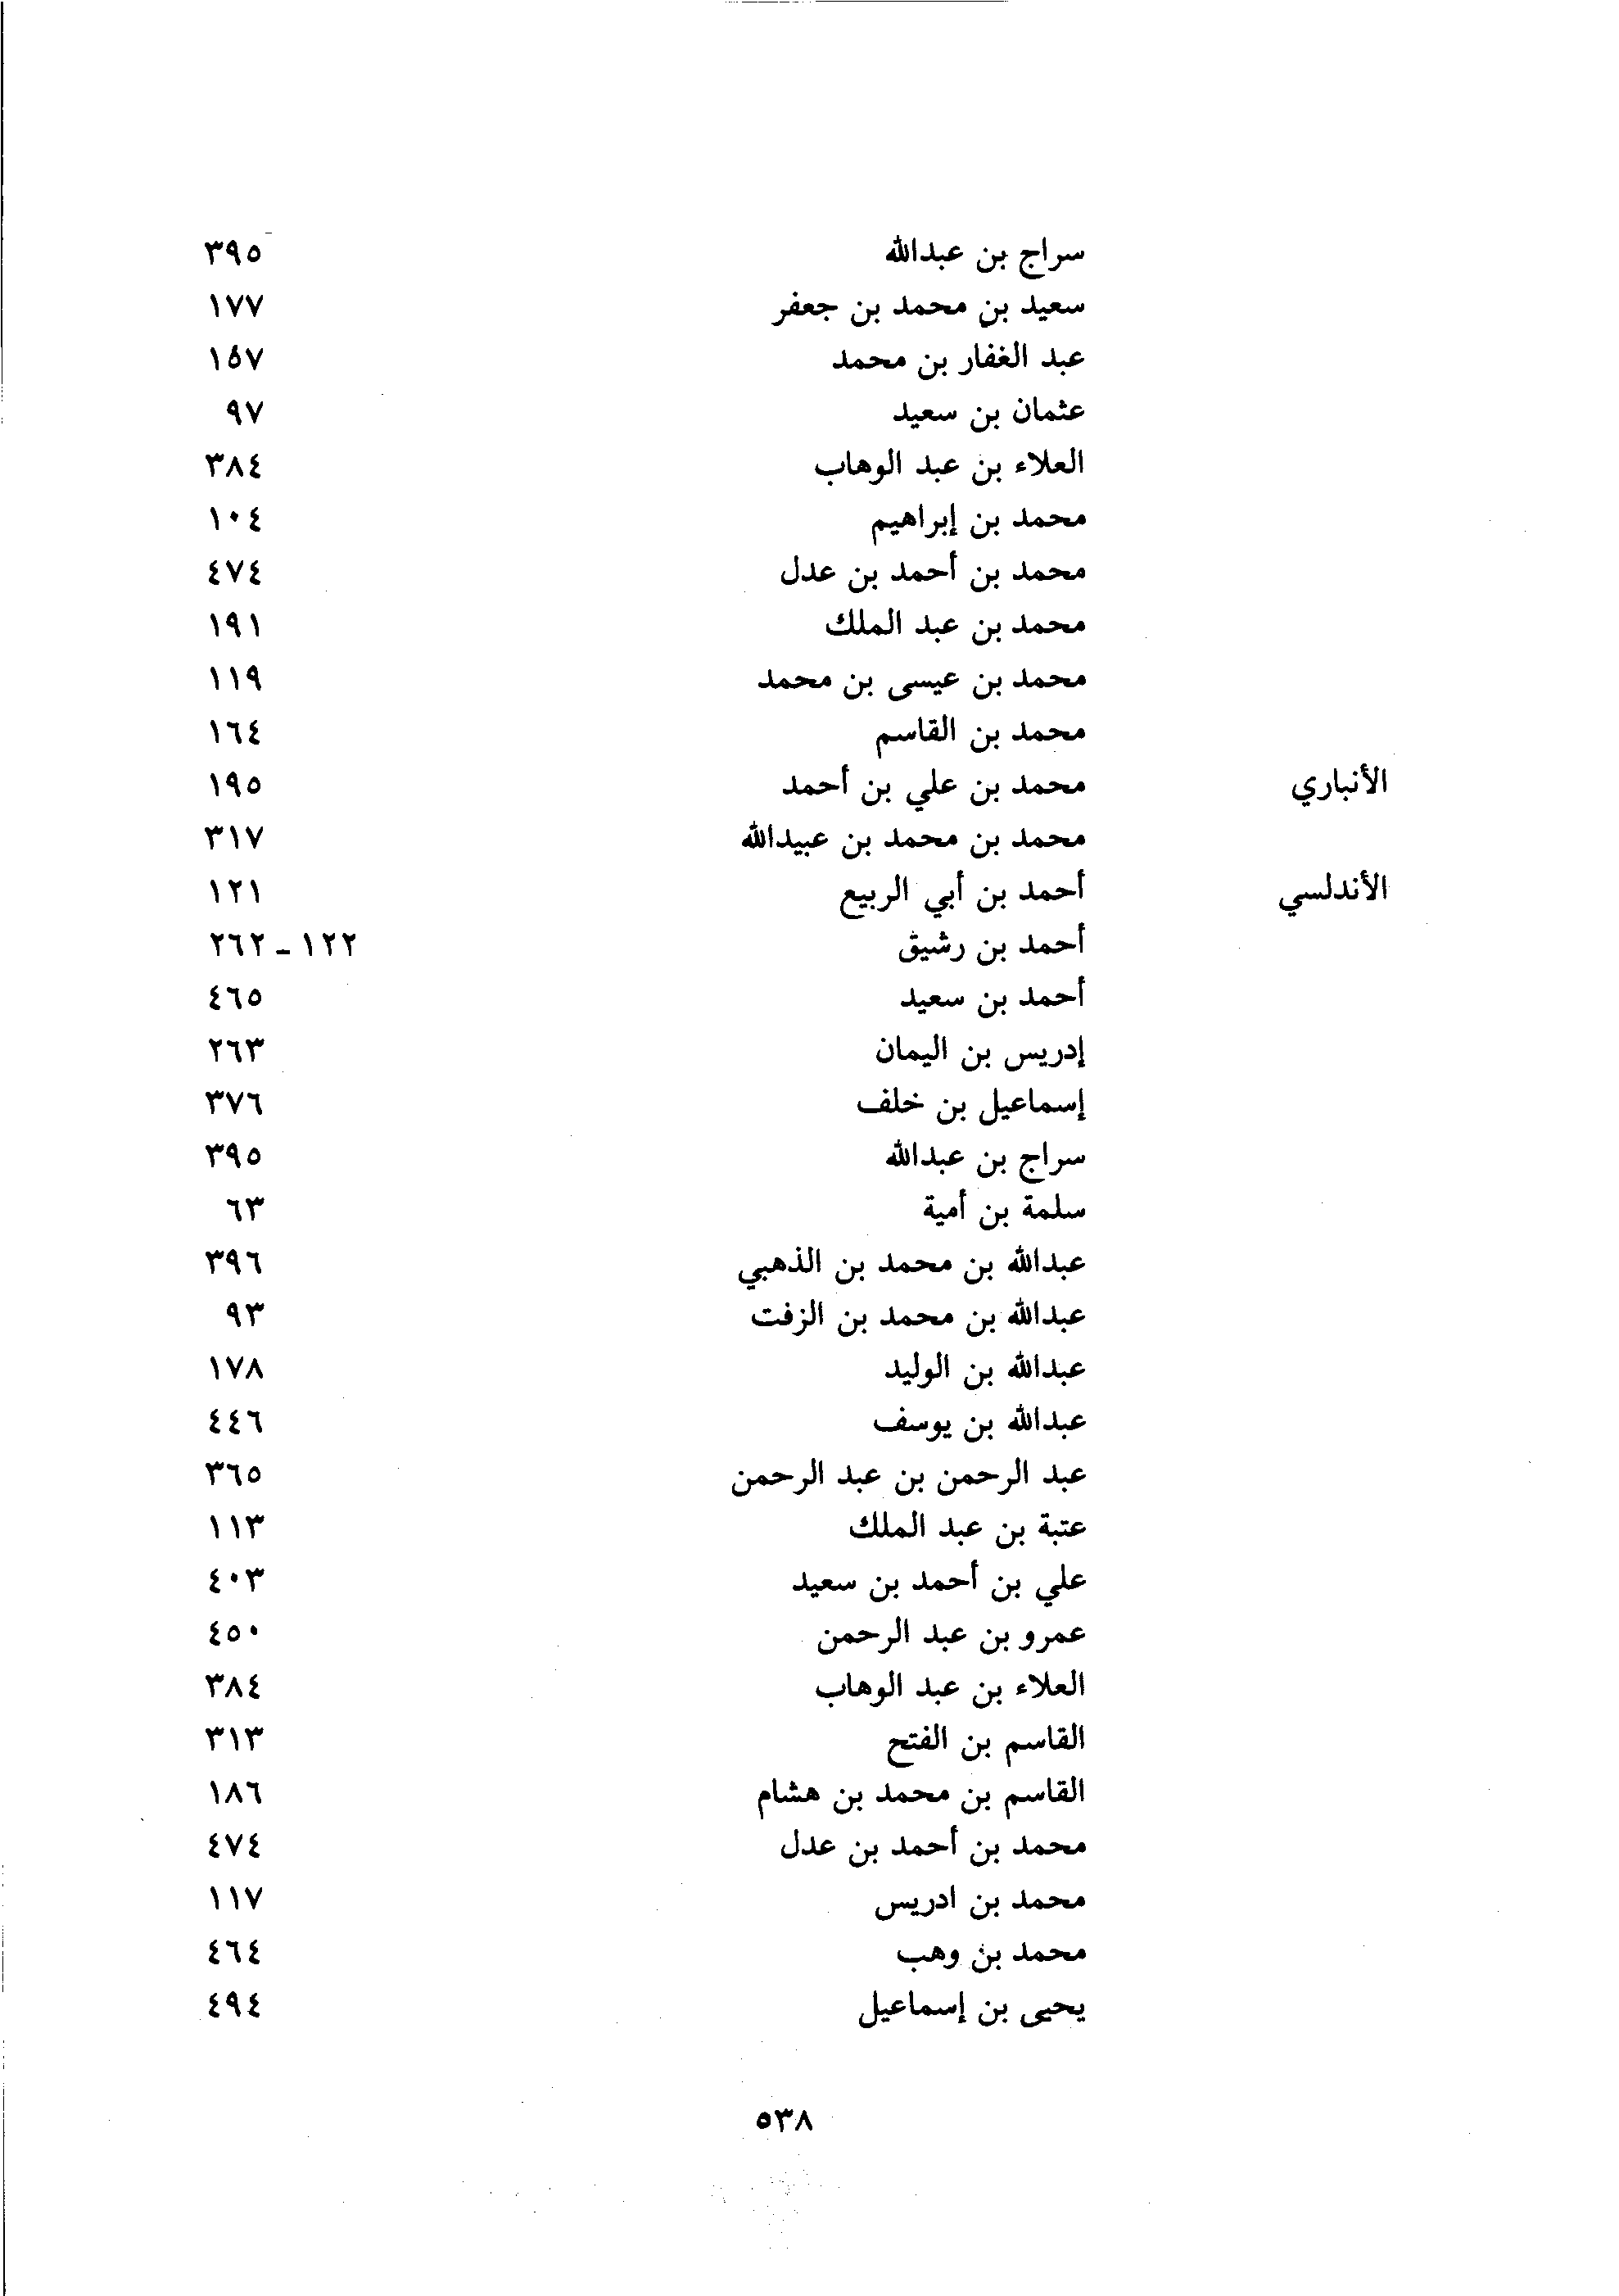 سراج بن عبدالله ٣٩٥
سعيد بن محمد بن جعفر ١٧٧
عبد الغفار بن محمد ١٥٧
عثمان بن سعيد ٩٧
العلاء بن عبد الوهاب ٣٨٤
محمد بن إبراهيم ١٠٤
محمد بن أحمد بن عدل ٤٧٤
محمد بن عبد الملك ١٩١
محمد بن عيسى بن محمد ١١٩
محمد بن القاسم ١٦٤
الأنباري محمد بن علي بن أحمد ١٩٥
محمد بن محمد بن عبيدالله ٣١٧
الأندلسي أحمد بن أبي الربيع ١٢١
أحمد بن رشيق ١٢٢ - ٢٦٢
أحمد بن سعيد ٤٦٥
إدريس بن اليمان ٢٦٣
إسماعيل بن خلف ٣٧٦
سراج بن عبدالله ٣٩٥
سلمة بن أمية ٦٣
عبدالله بن محمد بن الذهبي ٣٩٦
عبدالله بن محمد بن الزفت ٩٣
عبدالله بن الوليد ١٧٨
عبدالله بن يوسف ٤٤٦
عبد الرحمن بن عبد الرحمن ٣٦٥
عتبة بن عبد الملك ١١٣
علي بن أحمد بن سعيد ٤٠٣
عمرو بن عبد الرحمن ٤٥٠
العلاء بن عبد الوهاب ٣٨٤
القاسم بن الفتح ٣١٣
القاسم بن محمد بن هشام ١٨٦
محمد بن أحمد بن عدل ٤٧٤
محمد بن ادريس ١١٧
محمد بن وهب ٤٦٤
يحيى بن إسماعيل ٤٩٤
٥٣٨